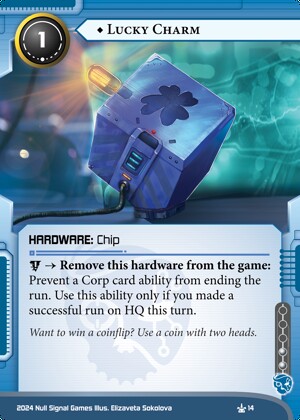 1
♦ LUCKY CHARM
HARDWARE: Chip
→ Remove this hardware from the game:
Prevent a Corp card ability from ending the
run. Use this ability only if you made a
successful run on HQ this turn.
Want to win a coinflip? Use a coin with two heads.
2024 Null Signal Games Illus. Elizaveta Sokolova
14